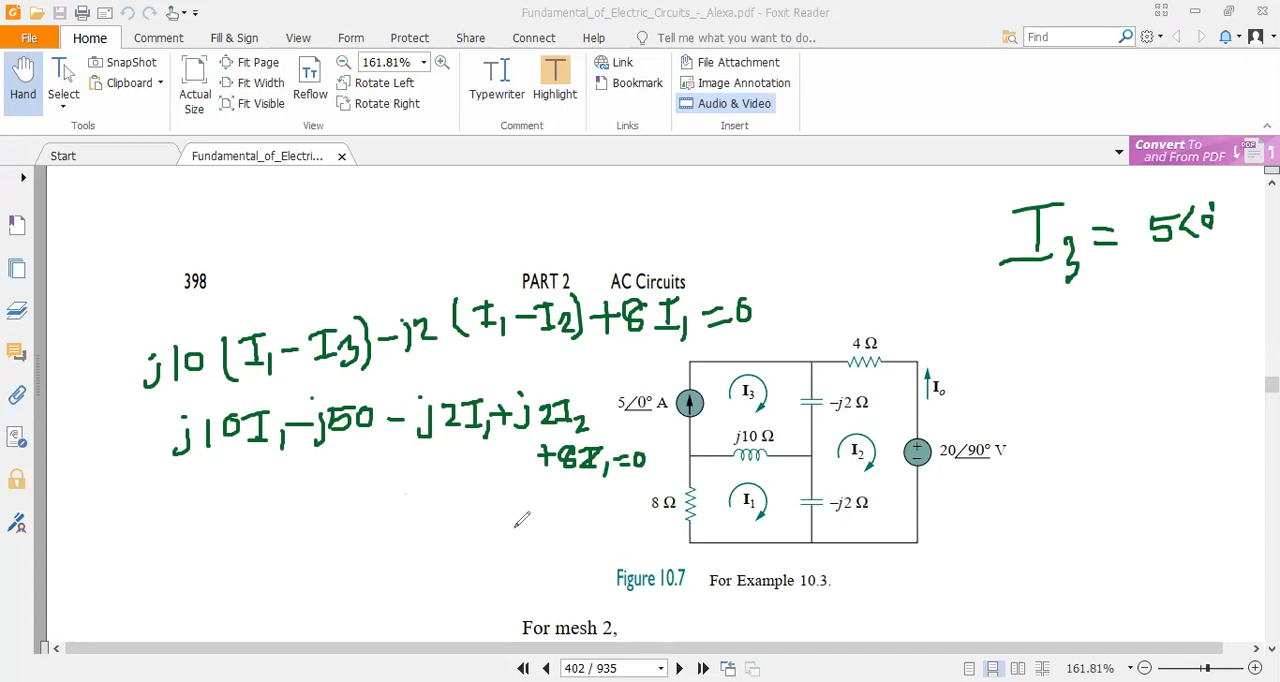 Fundamental_of_Electric_Circuits_-_Alexa.pdf - Foxit Reader
File Home Comment Fill & Sign View Form Protect Share Connect Help Tell me what you want to do.. Find
Hand
Select
SnapShot
Clipboard
Actual Size
Fit Page
Fit Width
Fit Visible
Reflow
161.81%
Rotate Left
Rotate Right
Typewriter
Highlight
Link
Bookmark
File Attachment
Image Annotation
Audio & Video
Tools View Comment Links Insert
Start Fundamental_of_Electri...
Convert To
and From PDF
PDF
I3 = 5<0°
398 PART 2 AC Circuits
j10(I1-I3)-j2(I1-I2)+8I1=0
j10I1-j50-j2I1+j2I2
+8I1=0
4 Ω
5/0° A
I3
-j2 Ω
Io
j10 Ω
I2
20/90° V
+
−
8 Ω
I1
-j2 Ω
Figure 10.7 For Example 10.3.
For mesh 2,
402 / 935
161.81%